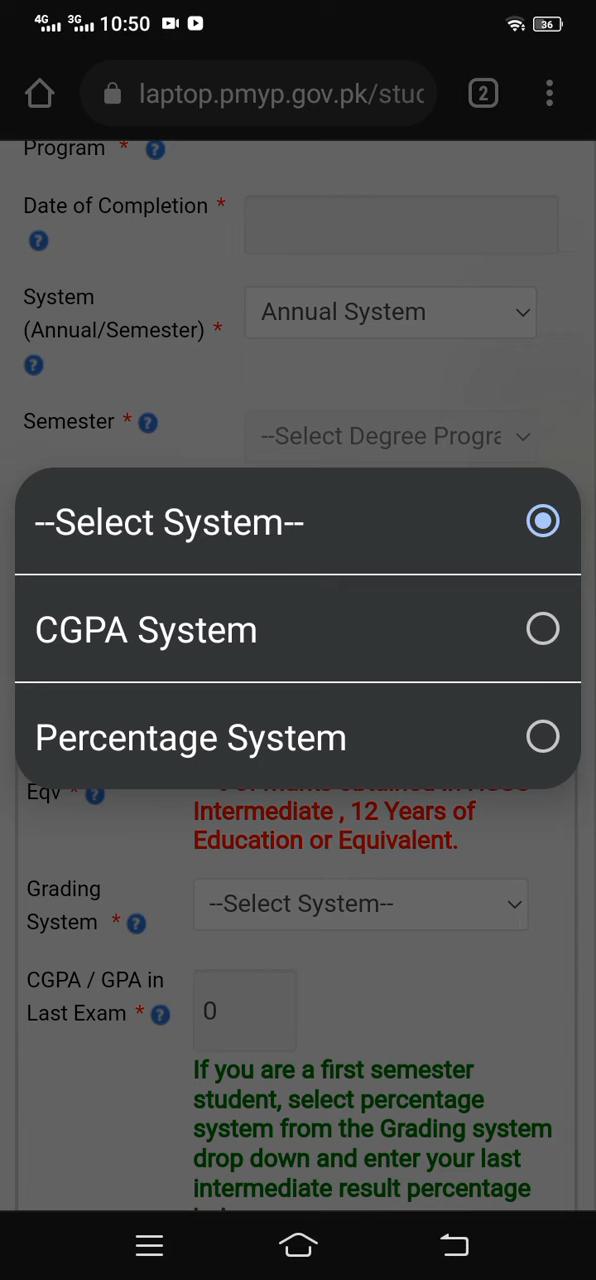 4G 3G 10:50 36
laptop.pmyp.gov.pk/stud
2
Program * ?
Date of Completion *
?
System
(Annual/Semester) *
?
Annual System
Semester * ?
--Select Degree Progra
--Select System--
CGPA System
Percentage System
Eqv * ?
Intermediate , 12 Years of
Education or Equivalent.
Grading
System * ?
--Select System--
CGPA / GPA in
Last Exam * ?
0
If you are a first semester
student, select percentage
system from the Grading system
drop down and enter your last
intermediate result percentage